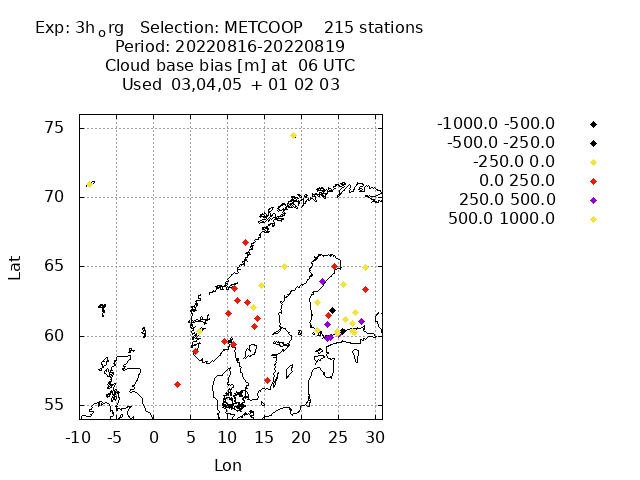 Exp: 3horg Selection: METCOOP 215 stations
Period: 20220816-20220819
Cloud base bias [m] at 06 UTC
Used 03,04,05 + 01 02 03
-1000.0 -500.0
-500.0 -250.0
-250.0 0.0
0.0 250.0
250.0 500.0
500.0 1000.0
75
70
65
60
55
Lat
-10 -5 0 5 10 15 20 25 30
Lon